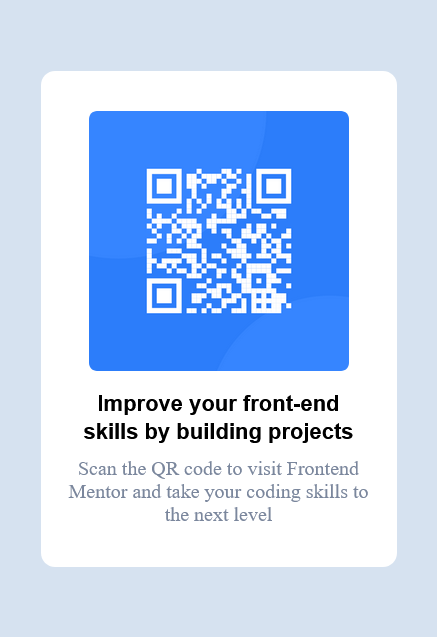 Improve your front-end
skills by building projects
Scan the QR code to visit Frontend
Mentor and take your coding skills to
the next level